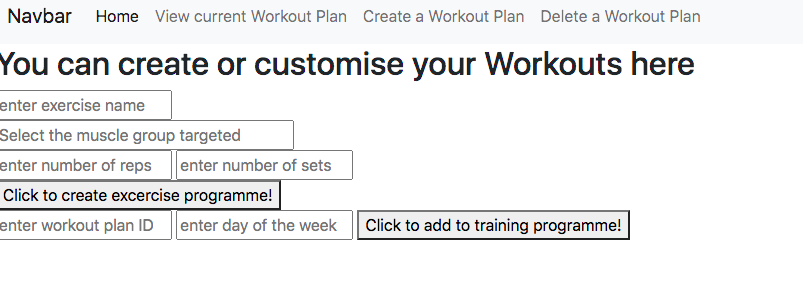 Navbar Home View current Workout Plan Create a Workout Plan Delete a Workout Plan
You can create or customise your Workouts here
enter exercise name
Select the muscle group targeted
enter number of reps enter number of sets
Click to create excercise programme!
enter workout plan ID enter day of the week Click to add to training programme!